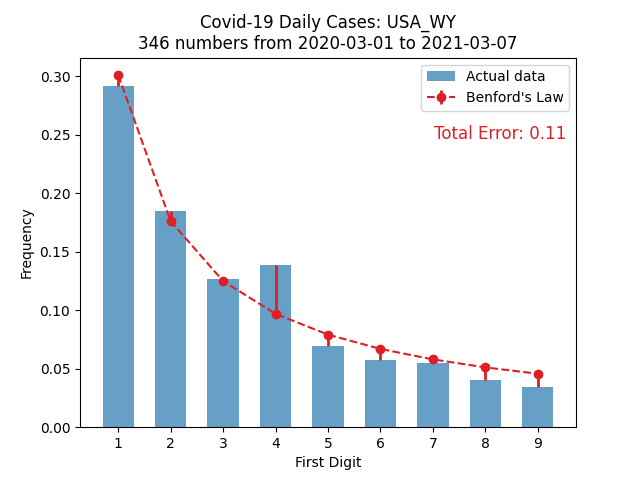 Covid-19 Daily Cases: USA_WY
346 numbers from 2020-03-01 to 2021-03-07
Actual data
Benford's Law
Total Error: 0.11
Frequency
0.30
0.25
0.20
0.15
0.10
0.05
0.00
1 2 3 4 5 6 7 8 9
First Digit